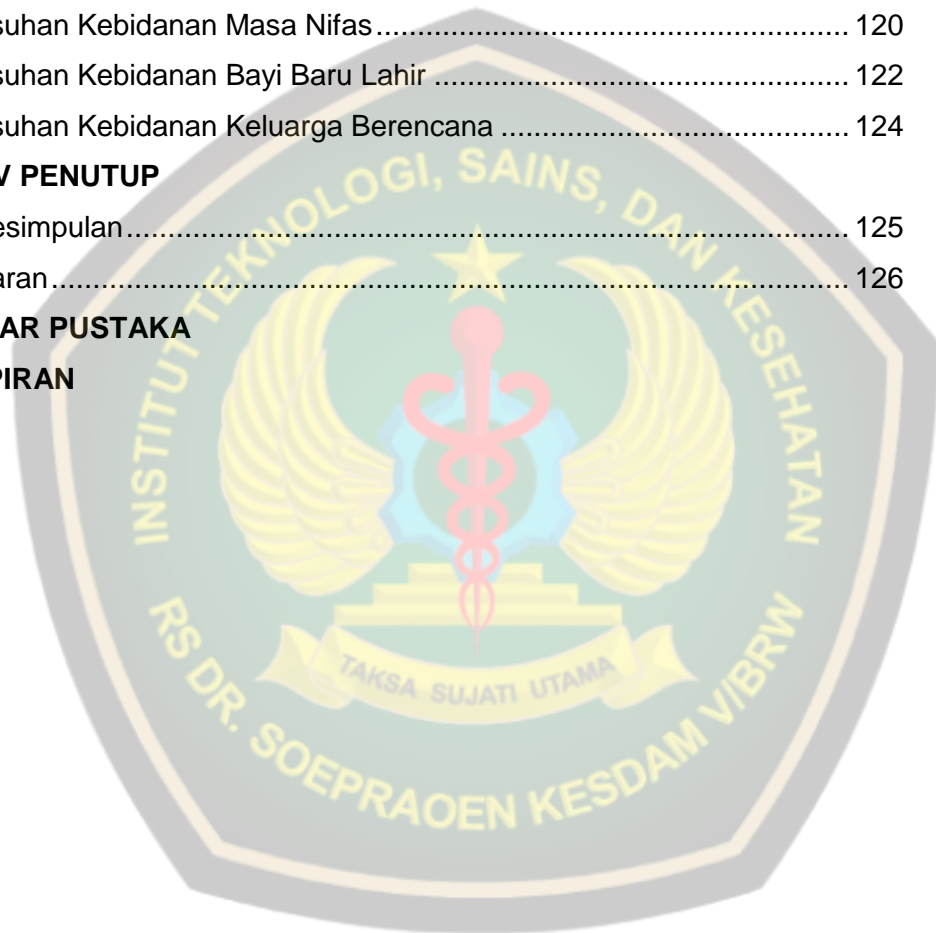 suhan Kebidanan Masa Nifas ........................................................ 120
suhan Kebidanan Bayi Baru Lahir ................................................. 122
suhan Kebidanan Keluarga Berencana ......................................... 124
V PENUTUP
esimpulan ...................................................................................... 125
aran ................................................................................................ 126
AR PUSTAKA
PIRAN
INSTITUT TEKNOLOGI, SAINS, DAN KESEHATAN
TAKSA SUJATI UTAMA
RS DR. SOEPRAOEN KESDAM V/BRW